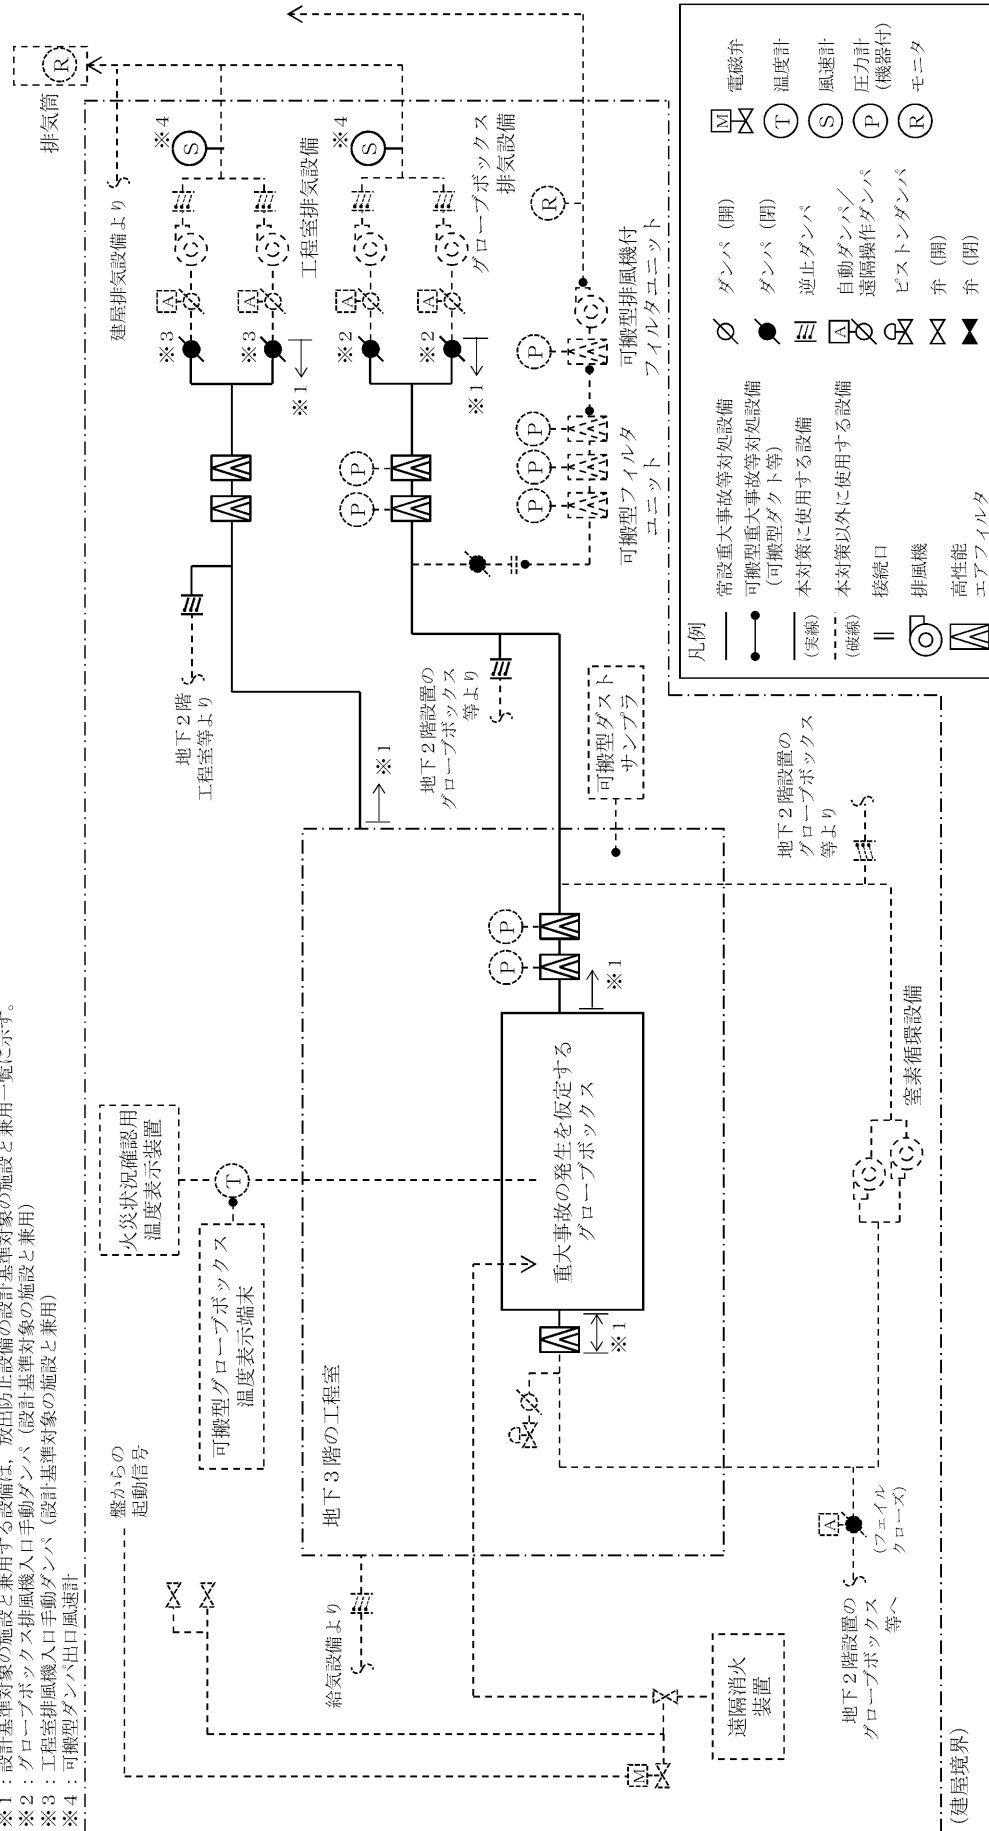 ※1：設計基準対象の施設と兼用する設備は，放出防止設備の設計基準対象の施設と兼用一覧に示す。
※2：グローブボックス排風機入口手動ダンパ（設計基準対象の施設と兼用）
※3：工程室排風機入口手動ダンパ（設計基準対象の施設と兼用）
※4：可搬型ダンパ出口風速計
盤からの
起動信号
M
給気設備より
遠隔消火
装置
火災状況確認用
温度表示装置
T
可搬型グローブボックス
温度表示端末
地下3階の工程室
重大事故の発生を仮定する
グローブボックス
※1
※1
P
P
A
(フェイル
クローズ)
地下2階設置の
グローブボックス
等へ
窒素循環設備
地下2階設置の
グローブボックス
等より
可搬型ダスト
サンプラ
※1
地下2階
工程室等より
地下2階設置の
グローブボックス
等より
P
P
P
P
P
可搬型フィルタ
ユニット
P
可搬型排風機付
フィルタユニット
R
※3
※3
※1
※2
※2
※1
A
A
A
A
建屋排気設備より
工程室排気設備
グローブボックス
排気設備
※4
S
※4
S
排気筒
R
(建屋境界)
凡例
常設重大事故等対処設備
可搬型重大事故等対処設備
(可搬型ダクト等)
(実線)
本対策に使用する設備
(破線)
本対策以外に使用する設備
接続口
排風機
高性能
エアフィルタ
ダンパ（開）
ダンパ（閉）
逆止ダンパ
A
自動ダンパ／
遠隔操作ダンパ
ピストンダンパ
弁（開）
弁（閉）
M
電磁弁
T
温度計
S
風速計
P
圧力計
(機器付)
R
モニタ